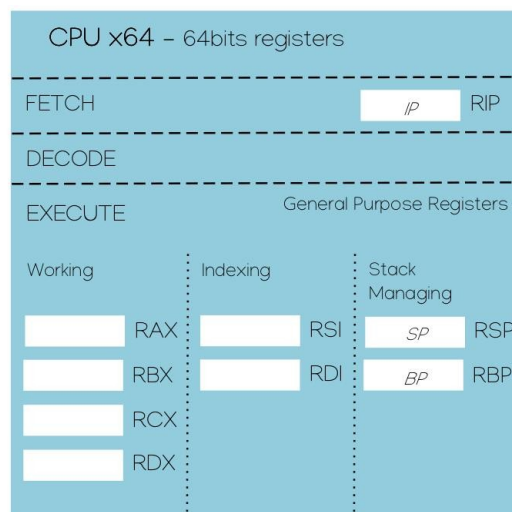 CPU x64 – 64bits registers
FETCH IP RIP
DECODE
EXECUTE General Purpose Registers
Working Indexing Stack
Managing
RAX RSI SP RSP
RBX RDI BP RBP
RCX
RDX